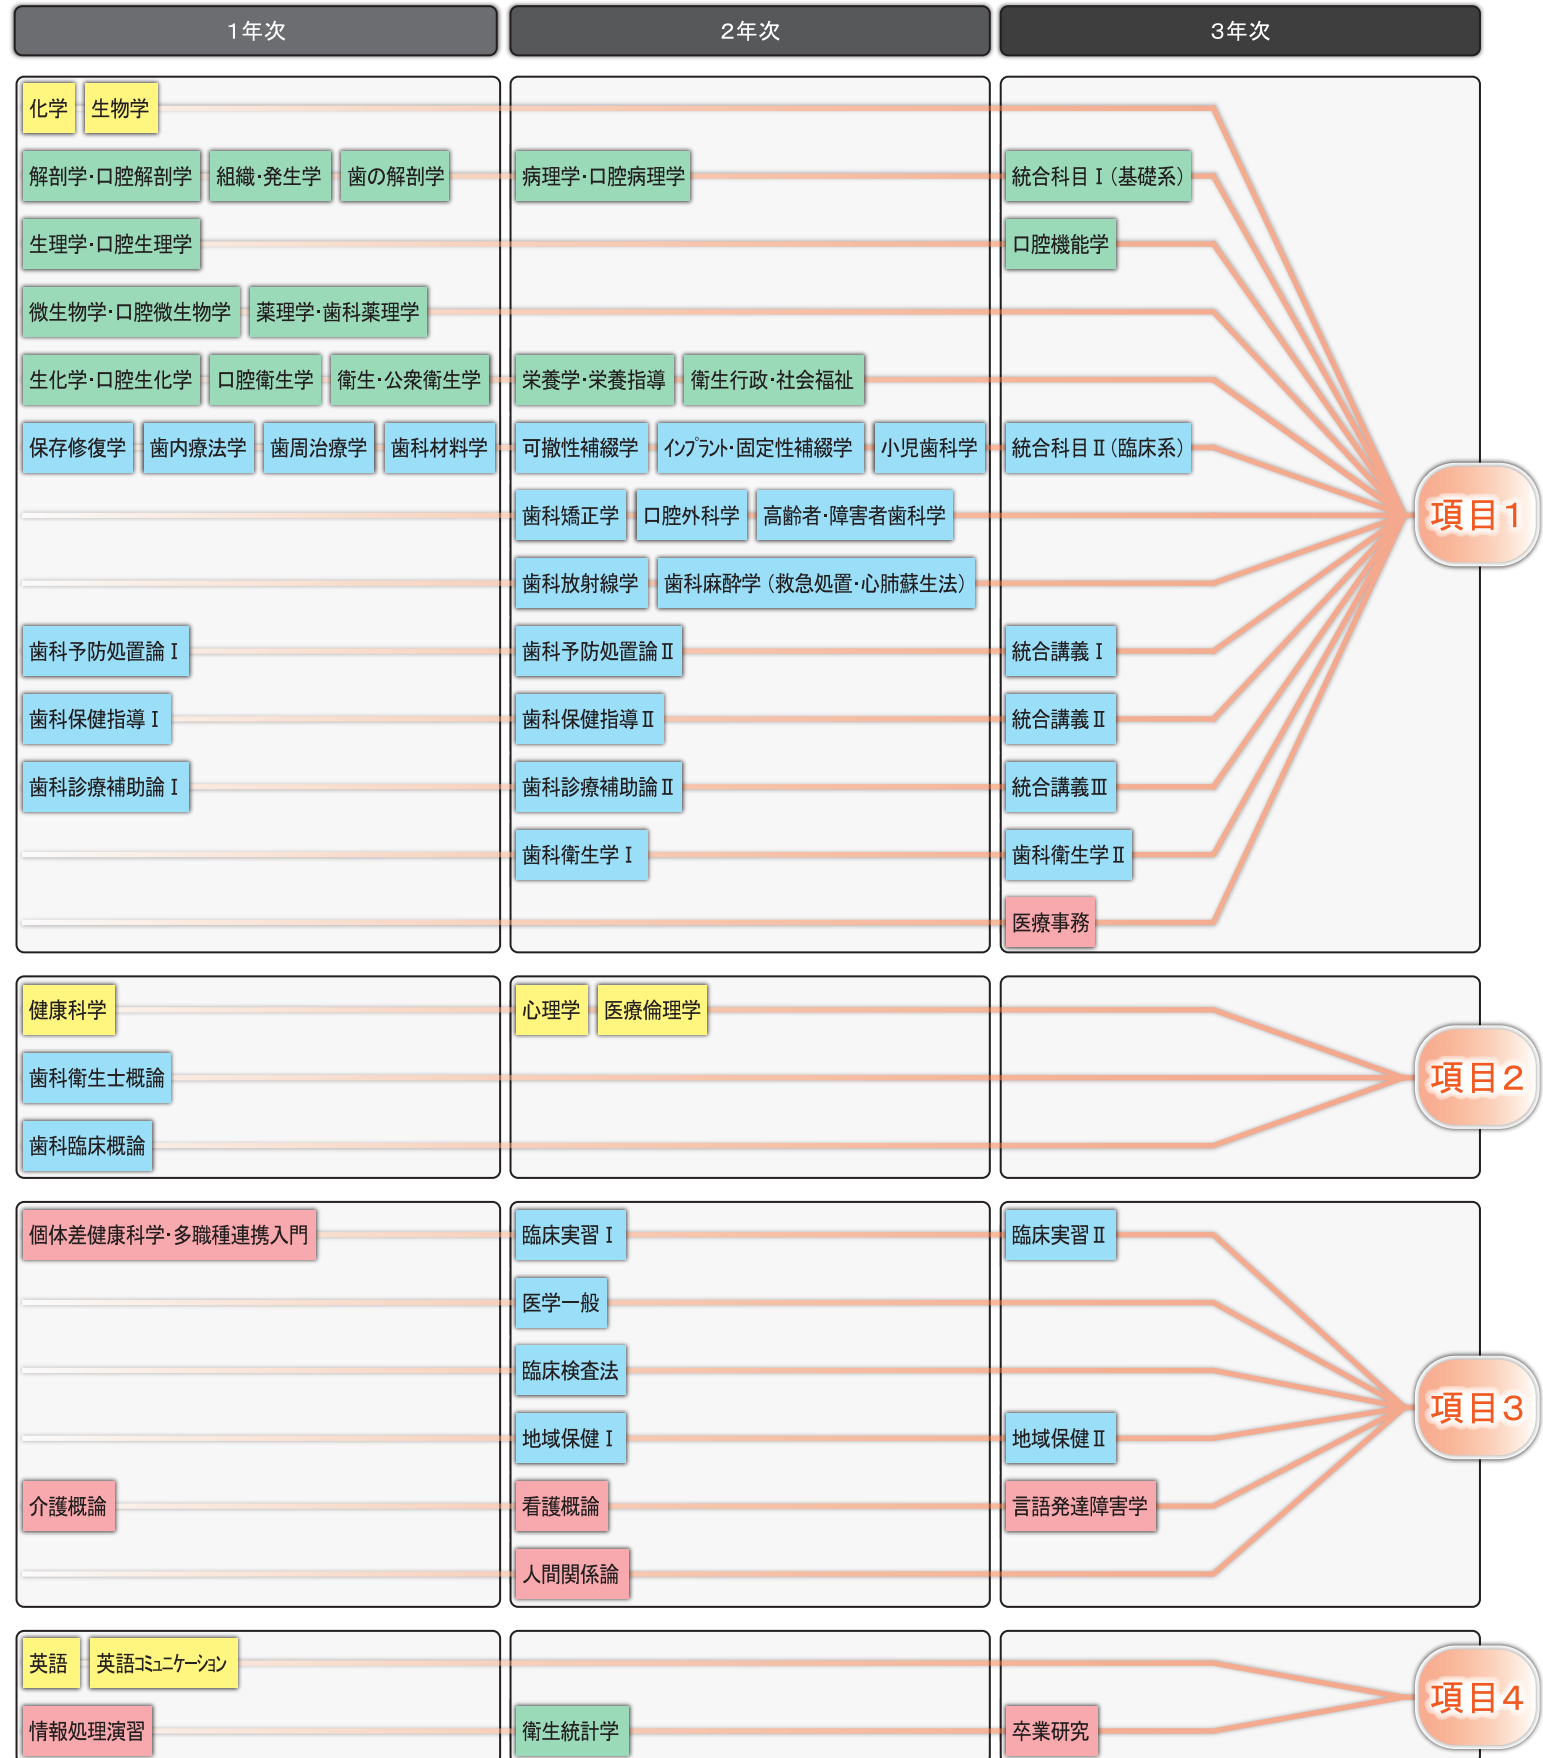 1年次 2年次 3年次
化学 生物学
解剖学・口腔解剖学 組織・発生学 歯の解剖学 病理学・口腔病理学 統合科目Ⅰ(基礎系)
生理学・口腔生理学 口腔機能学
微生物学・口腔微生物学 薬理学・歯科薬理学
生化学・口腔生化学 口腔衛生学 衛生・公衆衛生学 栄養学・栄養指導 衛生行政・社会福祉
保存修復学 歯内療法学 歯周治療学 歯科材料学 可撤性補綴学 インプラント・固定性補綴学 小児歯科学 統合科目Ⅱ(臨床系)
歯科矯正学 口腔外科学 高齢者・障害者歯科学 項目1
歯科放射線学 歯科麻酔学(救急処置・心肺蘇生法)
歯科予防処置論Ⅰ 歯科予防処置論Ⅱ 統合講義Ⅰ
歯科保健指導Ⅰ 歯科保健指導Ⅱ 統合講義Ⅱ
歯科診療補助論Ⅰ 歯科診療補助論Ⅱ 統合講義Ⅲ
歯科衛生学Ⅰ 歯科衛生学Ⅱ
医療事務
健康科学 心理学 医療倫理学
歯科衛生士概論 項目2
歯科臨床概論
個体差健康科学・多職種連携入門 臨床実習Ⅰ 臨床実習Ⅱ
医学一般
臨床検査法
項目3
地域保健Ⅰ 地域保健Ⅱ
介護概論 看護概論 言語発達障害学
人間関係論
英語 英語コミュニケーション
項目4
情報処理演習 衛生統計学 卒業研究